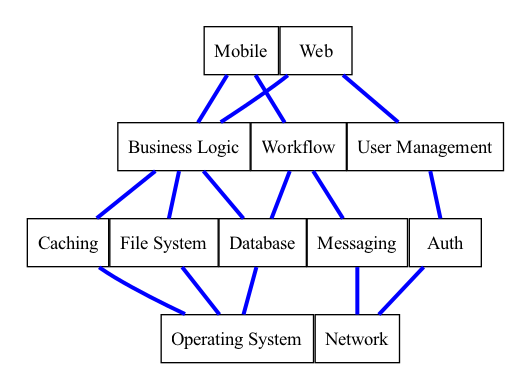 Mobile Web
Business Logic Workflow User Management
Caching File System Database Messaging Auth
Operating System Network